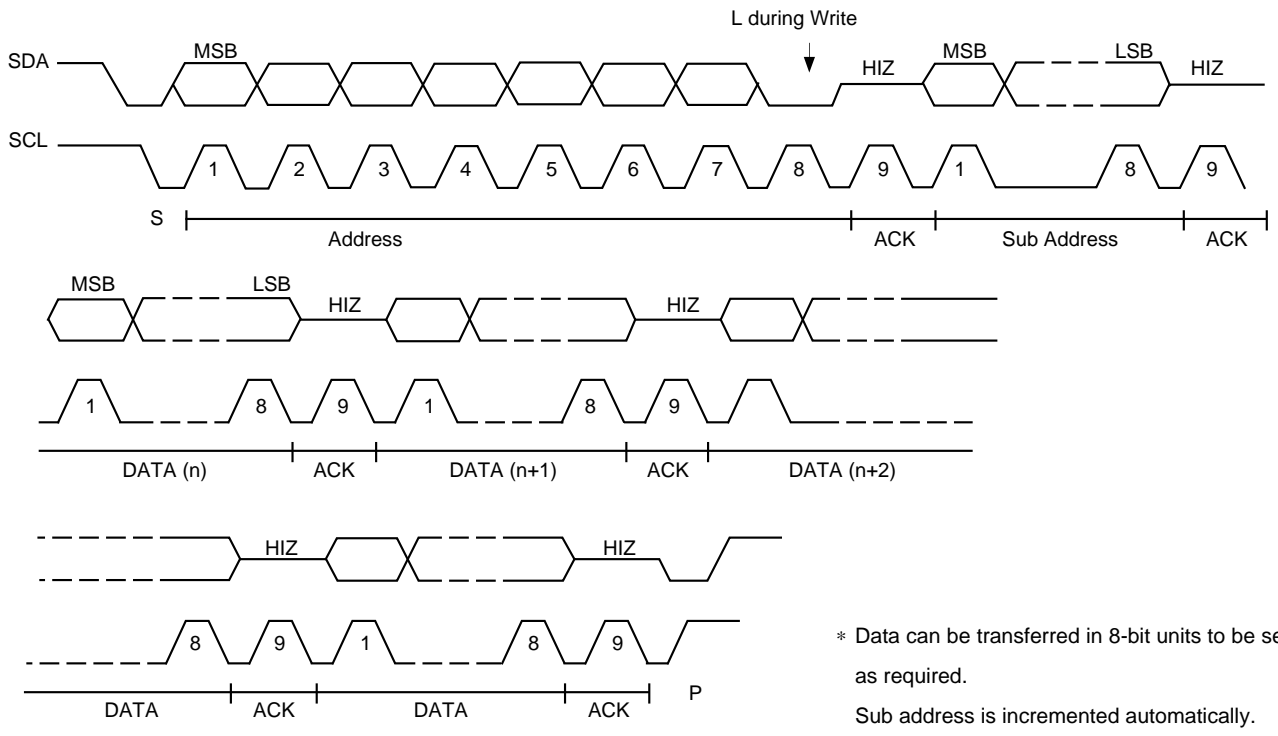 L during Write
SDA MSB HIZ MSB LSB HIZ
SCL 1 2 3 4 5 6 7 8 9 1 8 9
S Address ACK Sub Address ACK
MSB LSB HIZ HIZ
1 8 9 1 8 9
DATA (n) ACK DATA (n+1) ACK DATA (n+2)
HIZ HIZ
8 9 1 8 9
DATA ACK DATA ACK P
* Data can be transferred in 8-bit units to be
as required.
Sub address is incremented automatically.